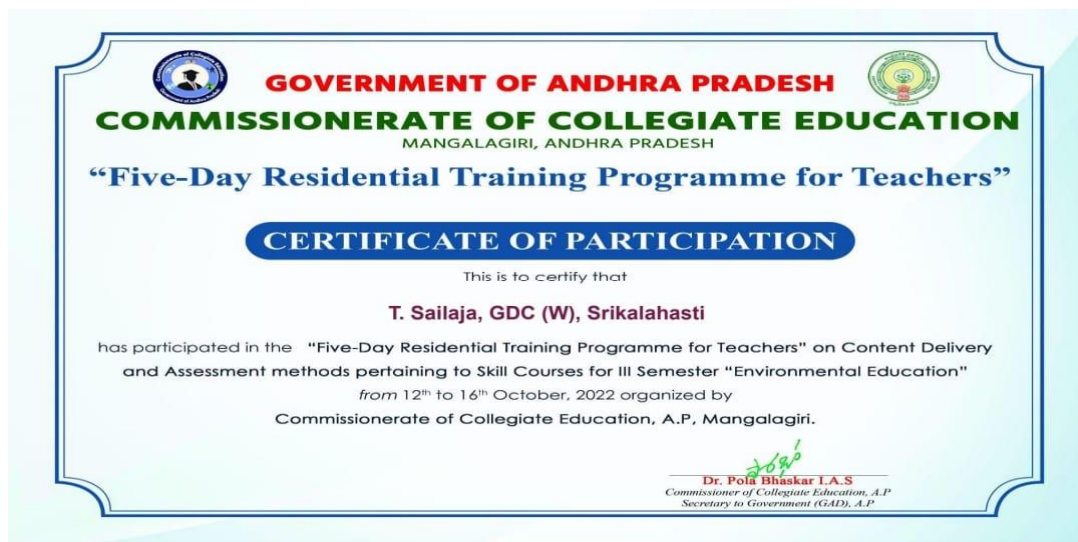 GOVERNMENT OF ANDHRA PRADESH
COMMISSIONERATE OF COLLEGIATE EDUCATION
MANGALAGIRI, ANDHRA PRADESH
“Five-Day Residential Training Programme for Teachers”
CERTIFICATE OF PARTICIPATION
This is to certify that
T. Sailaja, GDC (W), Srikalahasti
has participated in the “Five-Day Residential Training Programme for Teachers” on Content Delivery
and Assessment methods pertaining to Skill Courses for III Semester “Environmental Education”
from 12th to 16th October, 2022 organized by
Commissionerate of Collegiate Education, A.P, Mangalagiri.
Dr. Pola Bhaskar I.A.S
Commissioner of Collegiate Education, A.P
Secretary to Government (GAD), A.P